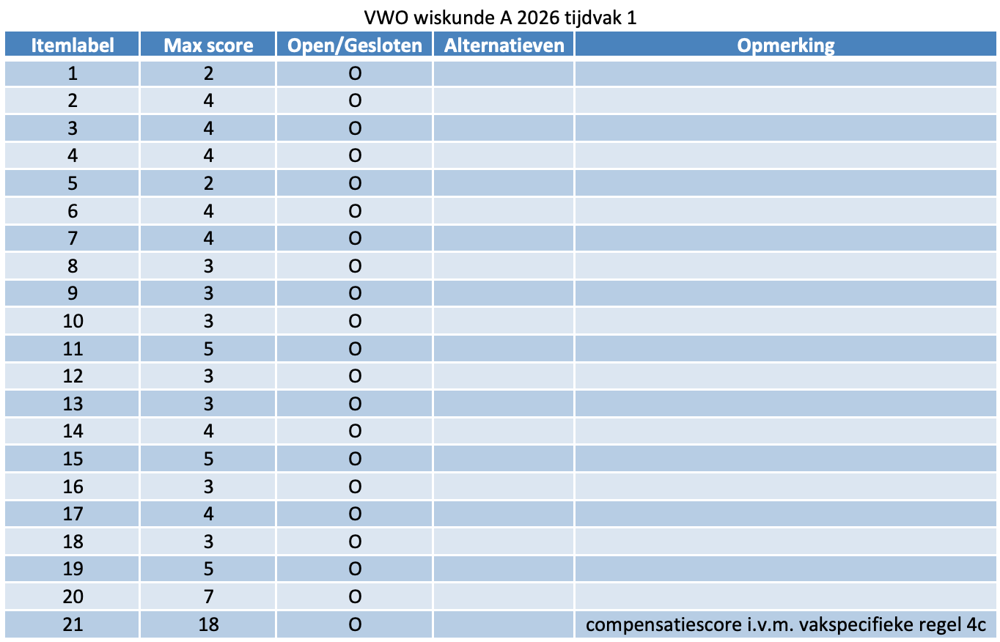 VWO wiskunde A 2026 tijdvak 1
Itemlabel Max score Open/Gesloten Alternatieven Opmerking
1 2 O
2 4 O
3 4 O
4 4 O
5 2 O
6 4 O
7 4 O
8 3 O
9 3 O
10 3 O
11 5 O
12 3 O
13 3 O
14 4 O
15 5 O
16 3 O
17 4 O
18 3 O
19 5 O
20 7 O
21 18 O compensatiescore i.v.m. vakspecifieke regel 4c